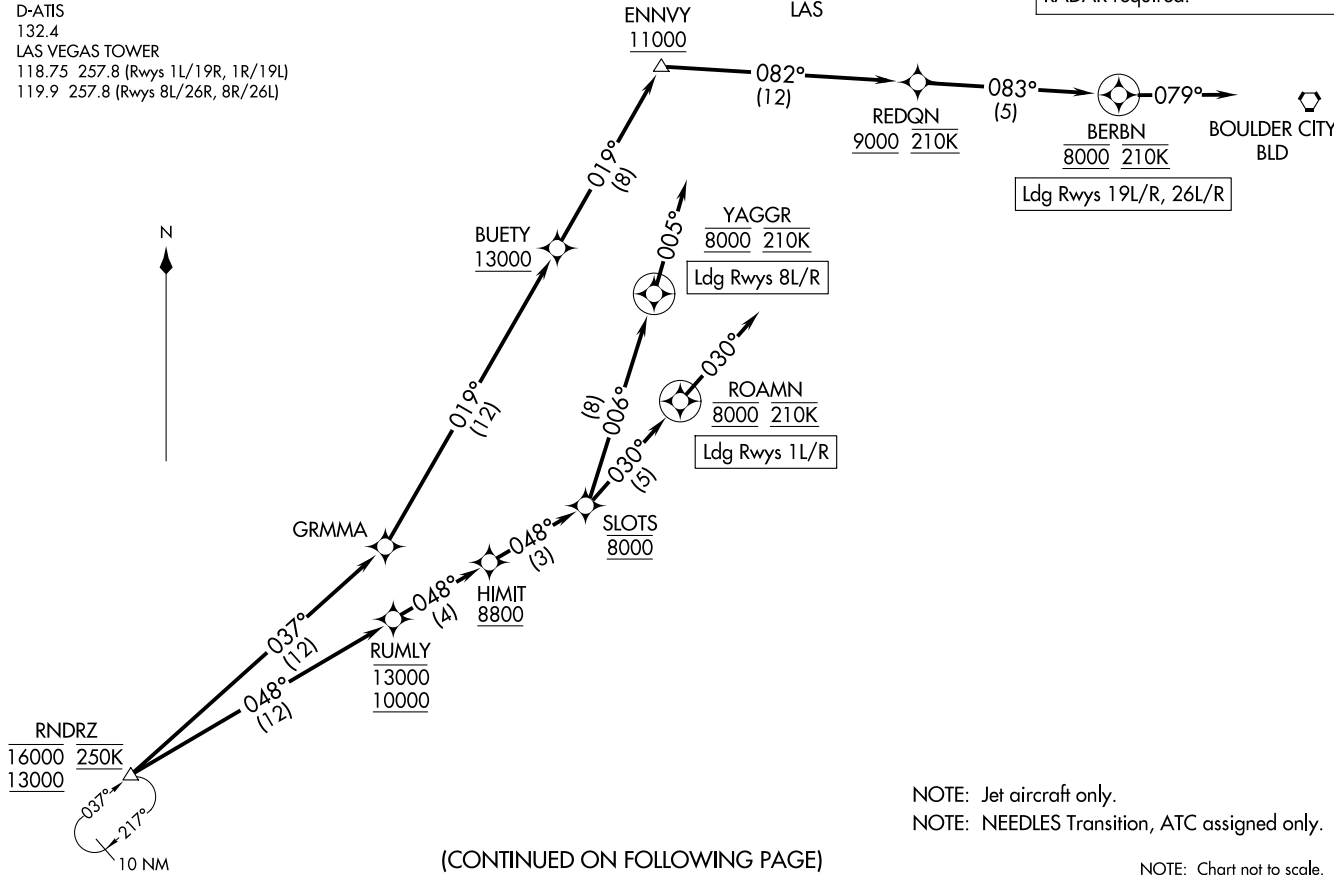 D-ATIS
132.4
LAS VEGAS TOWER
118.75 257.8 (Rwys 1L/19R, 1R/19L)
119.9 257.8 (Rwys 8L/26R, 8R/26L)
LAS
ENNVY
11000
082°
(12)
REDQN
9000 210K
083°
(5)
BERBN
8000 210K
079°
BOULDER CITY
BLD
Ldg Rwys 19L/R, 26L/R
019°
(8)
BUETY
13000
N
005°
YAGGR
8000 210K
Ldg Rwys 8L/R
030°
ROAMN
8000 210K
Ldg Rwys 1L/R
019°
(12)
(8)
006°
030°
(5)
SLOTS
8000
GRMMA
048°
(3)
HIMIT
8800
048°
(4)
RUMLY
13000
10000
037°
(12)
048°
(12)
RNDRZ
16000 250K
13000
037°
217°
10 NM
NOTE: Jet aircraft only.
NOTE: NEEDLES Transition, ATC assigned only.
(CONTINUED ON FOLLOWING PAGE)
NOTE: Chart not to scale.